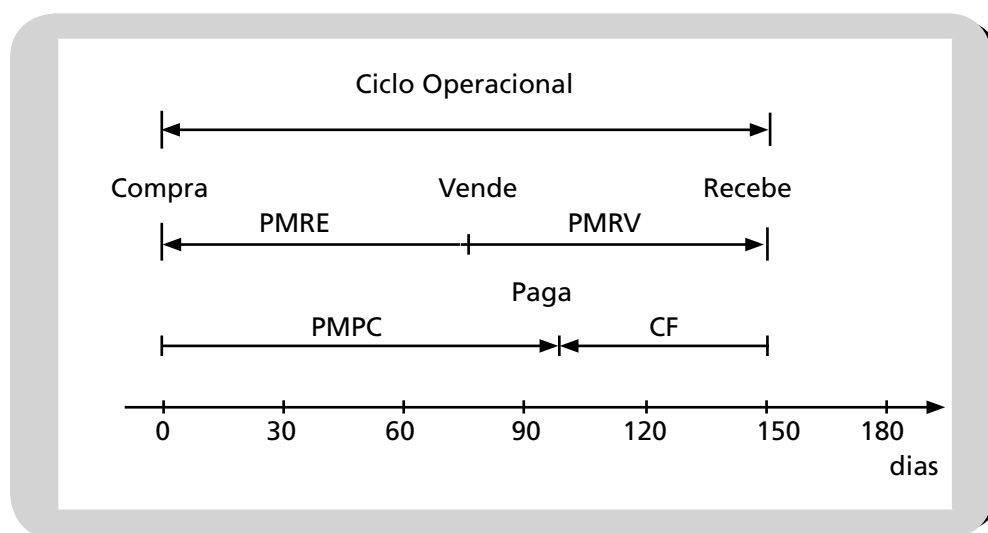 Ciclo Operacional
Compra Vende Recebe
PMRE PMRV
Paga
PMPC CF
0 30 60 90 120 150 180
dias